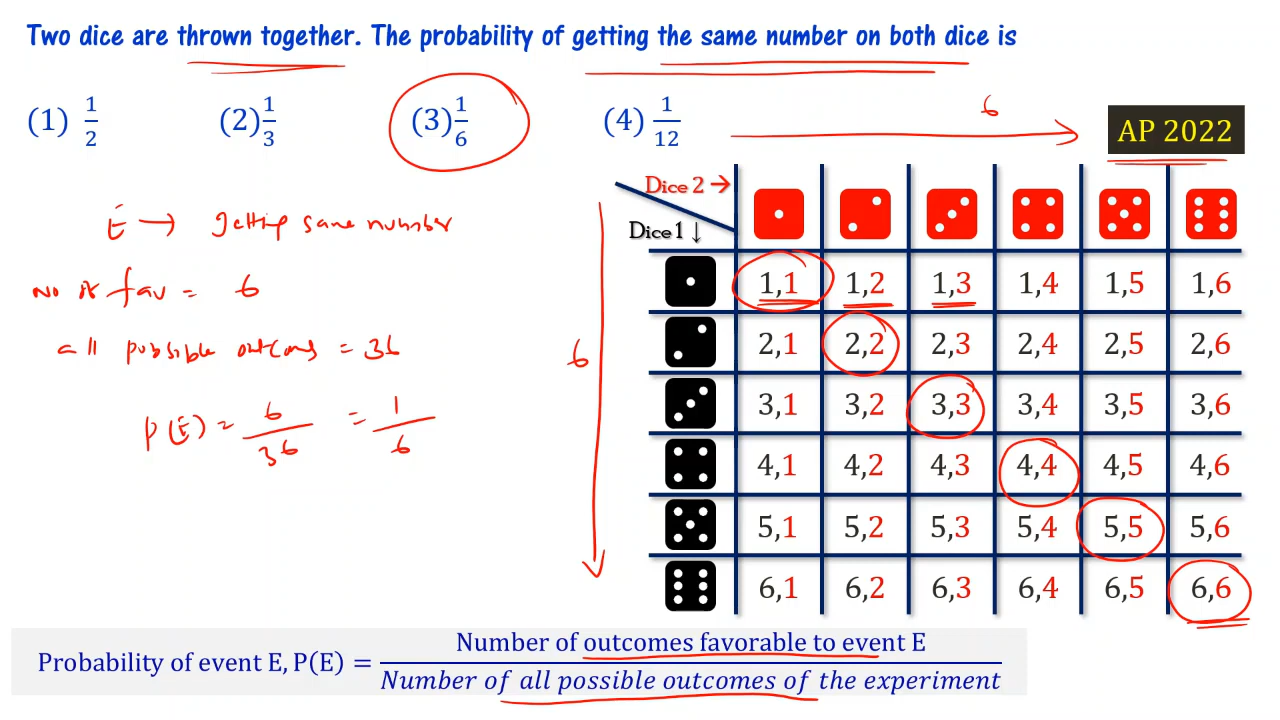 Two dice are thrown together. The probability of getting the same number on both dice is
(1) 1/2 (2) 1/3 (3) 1/6 (4) 1/12
6
AP 2022
Dice 2 →
Dice 1 ↓
E → getting same number
no of fav = 6
all possible outcoms = 36
P(E) = 6/36 = 1/6
6
1,1 1,2 1,3 1,4 1,5 1,6
2,1 2,2 2,3 2,4 2,5 2,6
3,1 3,2 3,3 3,4 3,5 3,6
4,1 4,2 4,3 4,4 4,5 4,6
5,1 5,2 5,3 5,4 5,5 5,6
6,1 6,2 6,3 6,4 6,5 6,6
Number of outcomes favorable to event E
Probability of event E, P(E) =
Number of all possible outcomes of the experiment